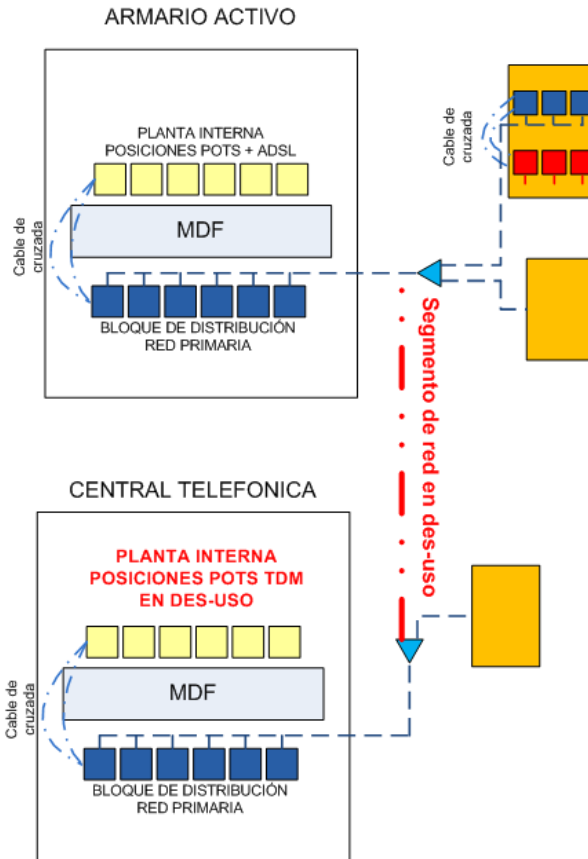 ARMARIO ACTIVO
PLANTA INTERNA
POSICIONES POTS + ADSL
Cable de
cruzada
MDF
BLOQUE DE DISTRIBUCIÓN
RED PRIMARIA
Cable de
cruzada
Segmento de red en des-uso
CENTRAL TELEFONICA
PLANTA INTERNA
POSICIONES POTS TDM
EN DES-USO
Cable de
cruzada
MDF
BLOQUE DE DISTRIBUCIÓN
RED PRIMARIA